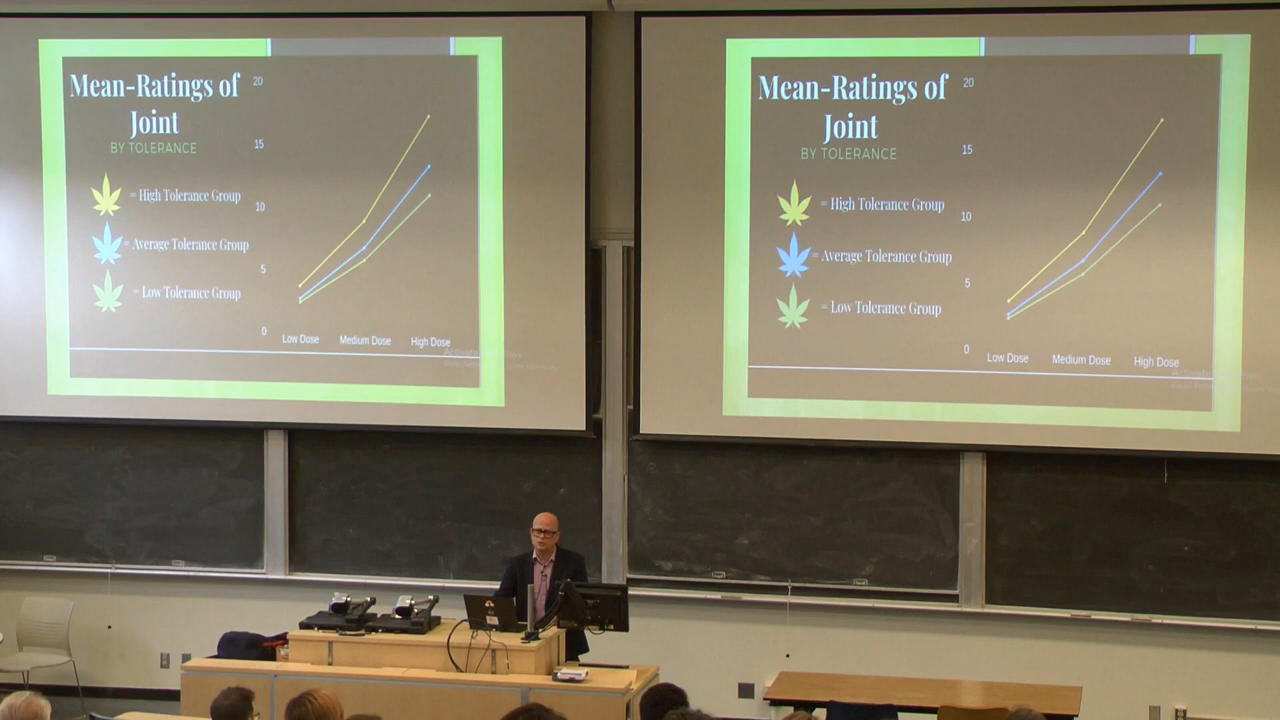 Mean-Ratings of
Joint
BY TOLERANCE
= High Tolerance Group
= Average Tolerance Group
= Low Tolerance Group
20
15
10
5
0
Low Dose Medium Dose High Dose
Mean-Ratings of
Joint
BY TOLERANCE
= High Tolerance Group
= Average Tolerance Group
= Low Tolerance Group
20
15
10
5
0
Low Dose Medium Dose High Dose